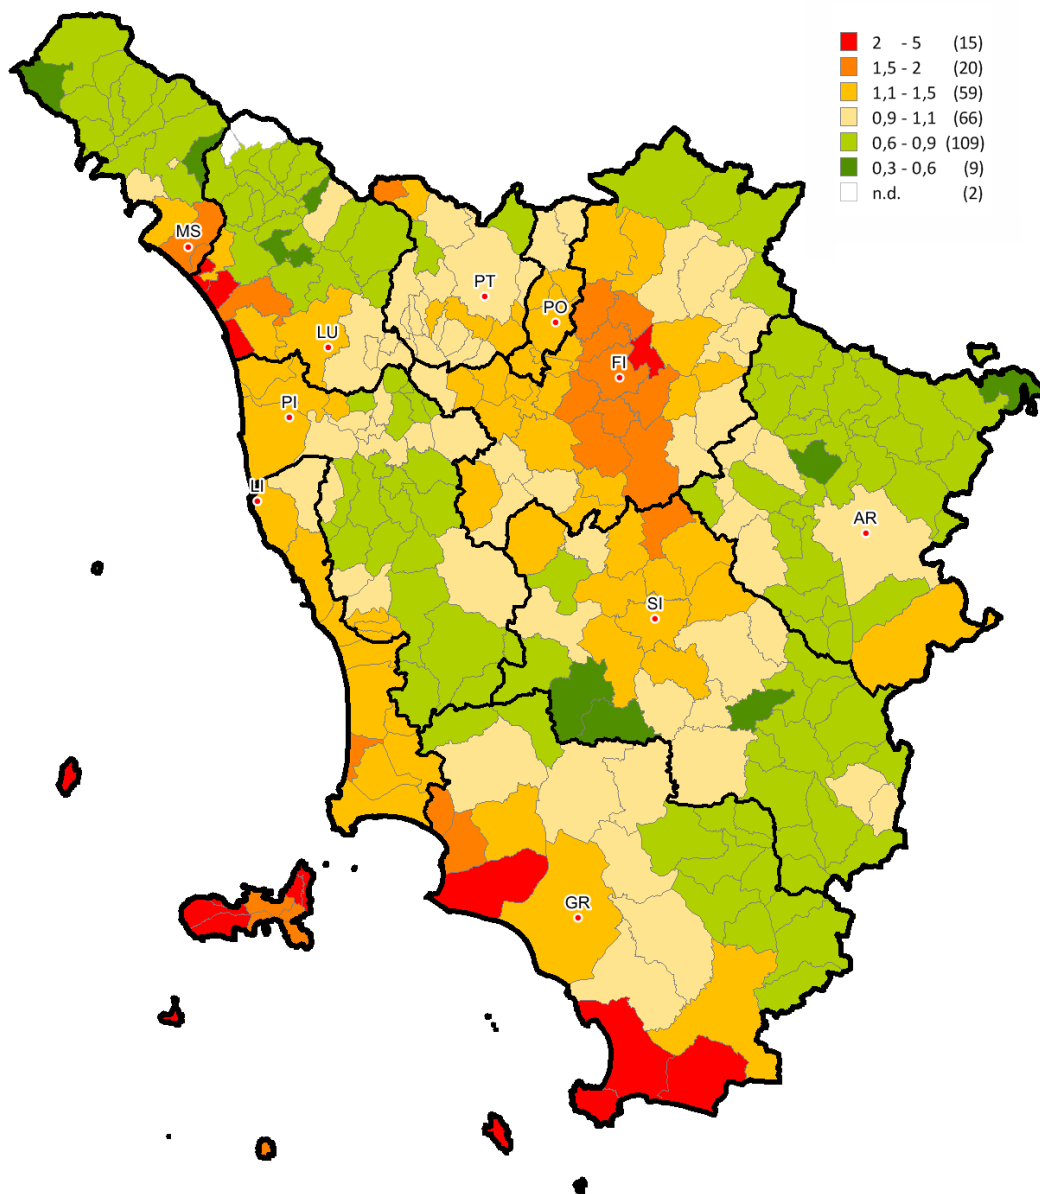 2 - 5 (15)
1,5 - 2 (20)
1,1 - 1,5 (59)
0,9 - 1,1 (66)
0,6 - 0,9 (109)
0,3 - 0,6 (9)
n.d. (2)
MS
PT
PO
LU
FI
PI
LI
AR
SI
GR